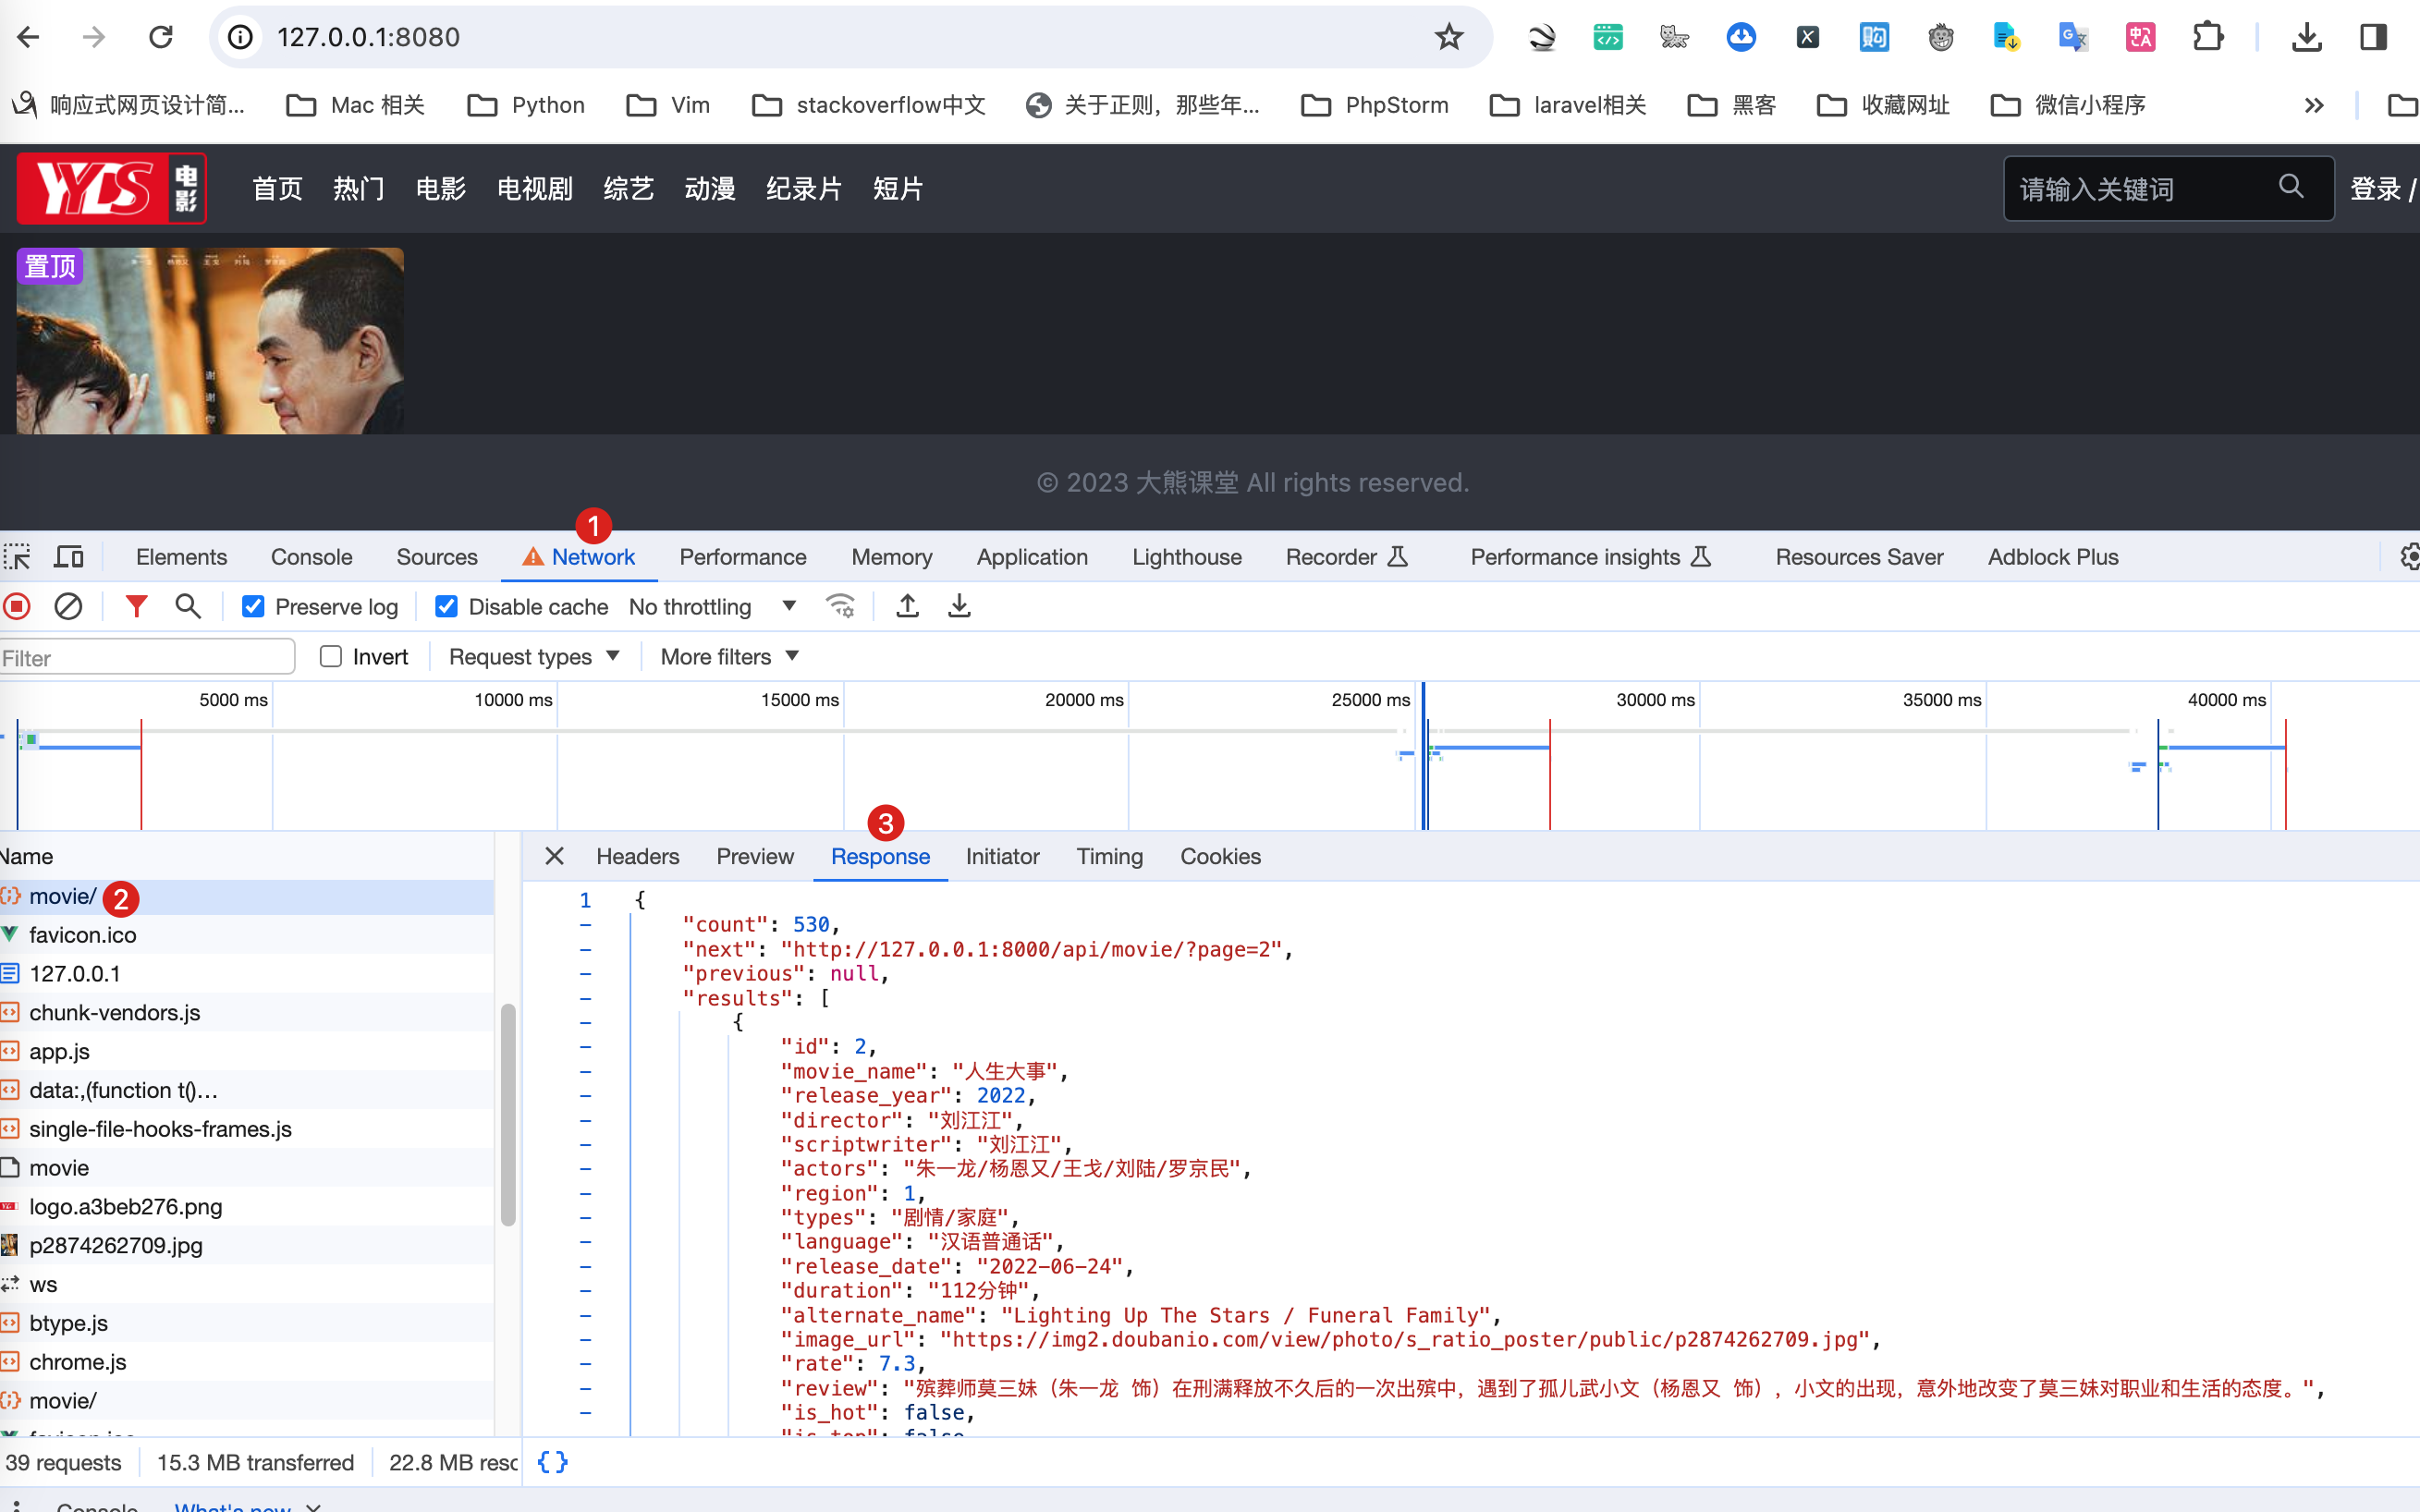 127.0.0.1:8080
响应式网页设计简... Mac 相关 Python Vim stackoverflow中文 关于正则，那些年... PhpStorm laravel相关 黑客 收藏网址 微信小程序
YDS 电影 首页 热门 电影 电视剧 综艺 动漫 纪录片 短片 请输入关键词 登录 /
置顶
谢谢你
© 2023 大熊课堂 All rights reserved.
1
Elements Console Sources Network Performance Memory Application Lighthouse Recorder Performance insights Resources Saver Adblock Plus
Preserve log Disable cache No throttling
Filter Invert Request types More filters
5000 ms 10000 ms 15000 ms 20000 ms 25000 ms 30000 ms 35000 ms 40000 ms
3
Name
Headers Preview Response Initiator Timing Cookies
movie/ 2
favicon.ico
127.0.0.1
chunk-vendors.js
app.js
data:,(function t()...
single-file-hooks-frames.js
movie
logo.a3beb276.png
p2874262709.jpg
ws
btype.js
chrome.js
movie/
favicon.ico
1 {
"count": 530,
"next": "http://127.0.0.1:8000/api/movie/?page=2",
"previous": null,
"results": [
{
"id": 2,
"movie_name": "人生大事",
"release_year": 2022,
"director": "刘江江",
"scriptwriter": "刘江江",
"actors": "朱一龙/杨恩又/王戈/刘陆/罗京民",
"region": 1,
"types": "剧情/家庭",
"language": "汉语普通话",
"release_date": "2022-06-24",
"duration": "112分钟",
"alternate_name": "Lighting Up The Stars / Funeral Family",
"image_url": "https://img2.doubanio.com/view/photo/s_ratio_poster/public/p2874262709.jpg",
"rate": 7.3,
"review": "殡葬师莫三妹（朱一龙 饰）在刑满释放不久后的一次出殡中，遇到了孤儿武小文（杨恩又 饰），小文的出现，意外地改变了莫三妹对职业和生活的态度。",
"is_hot": false,
"is_top": false,
39 requests 15.3 MB transferred 22.8 MB resc {}
Console What's new